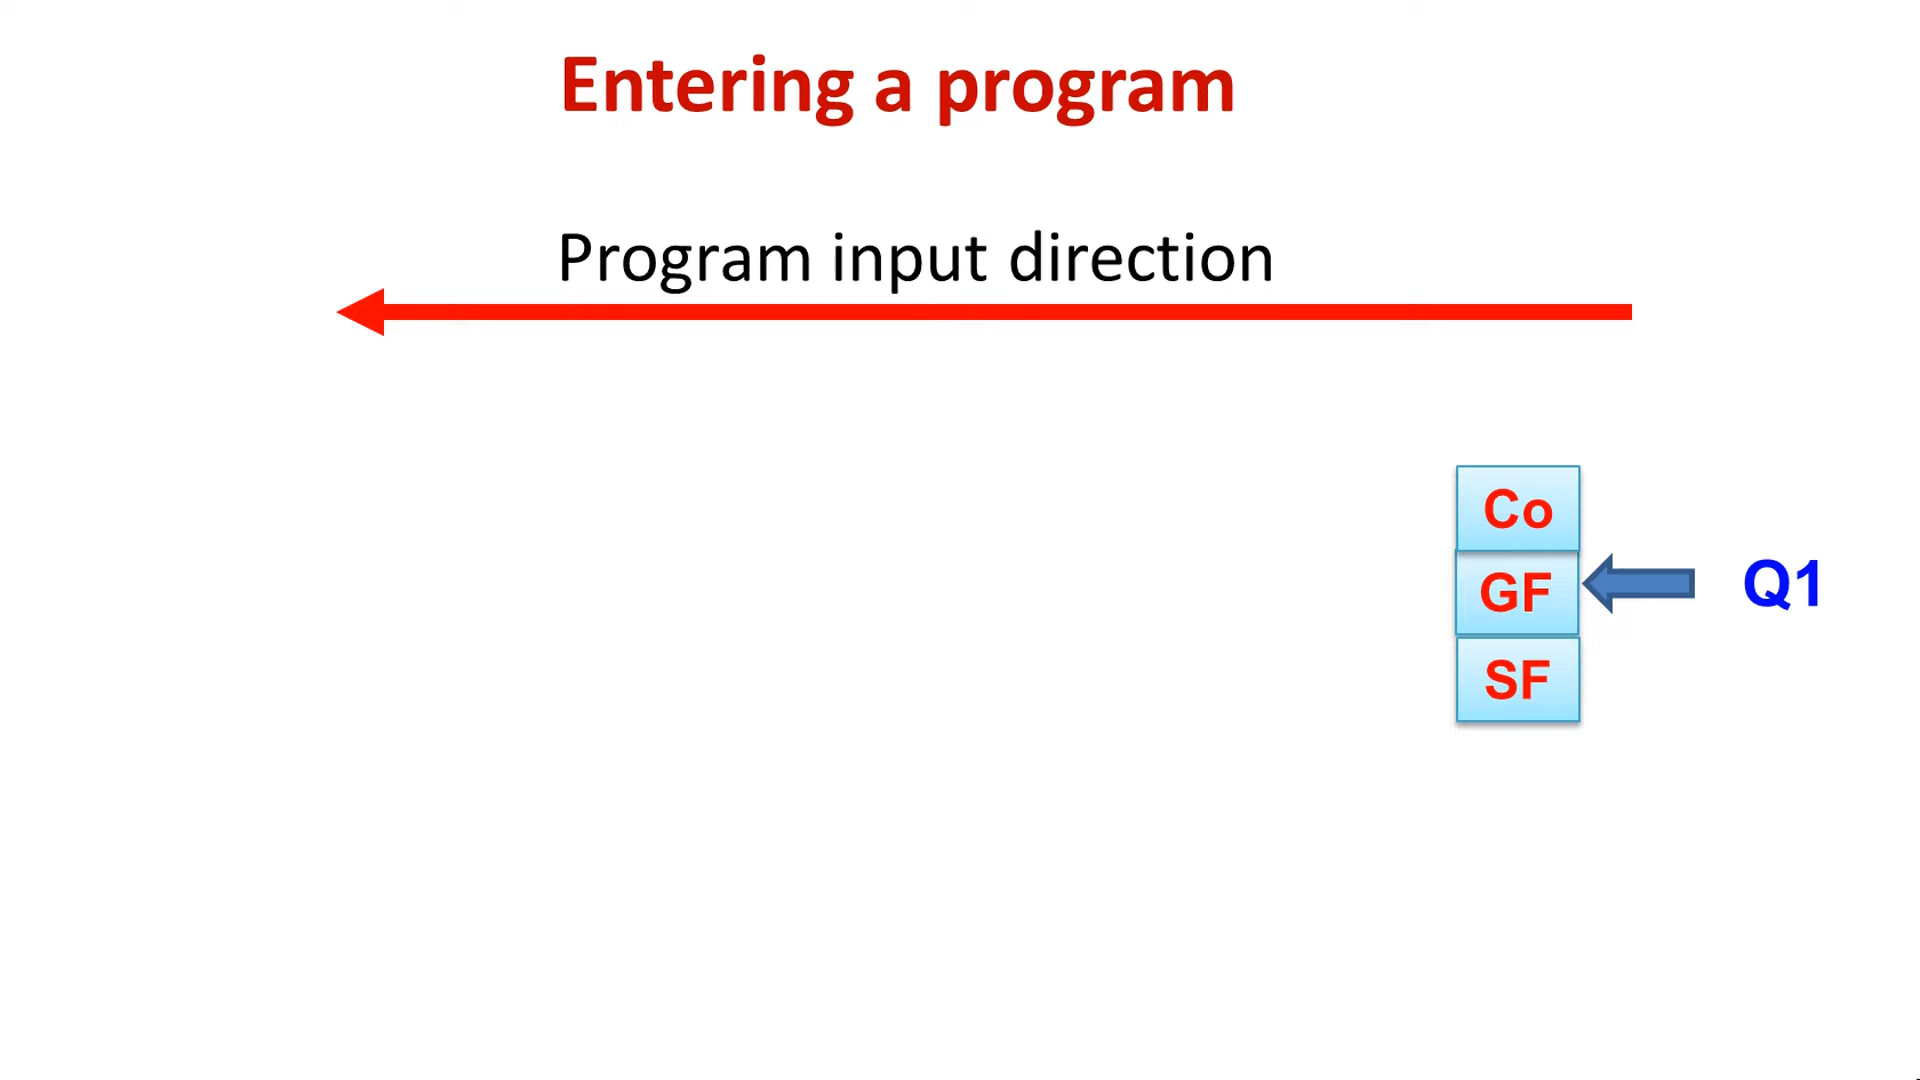 Entering a program
Program input direction
Co
GF
Q1
SF